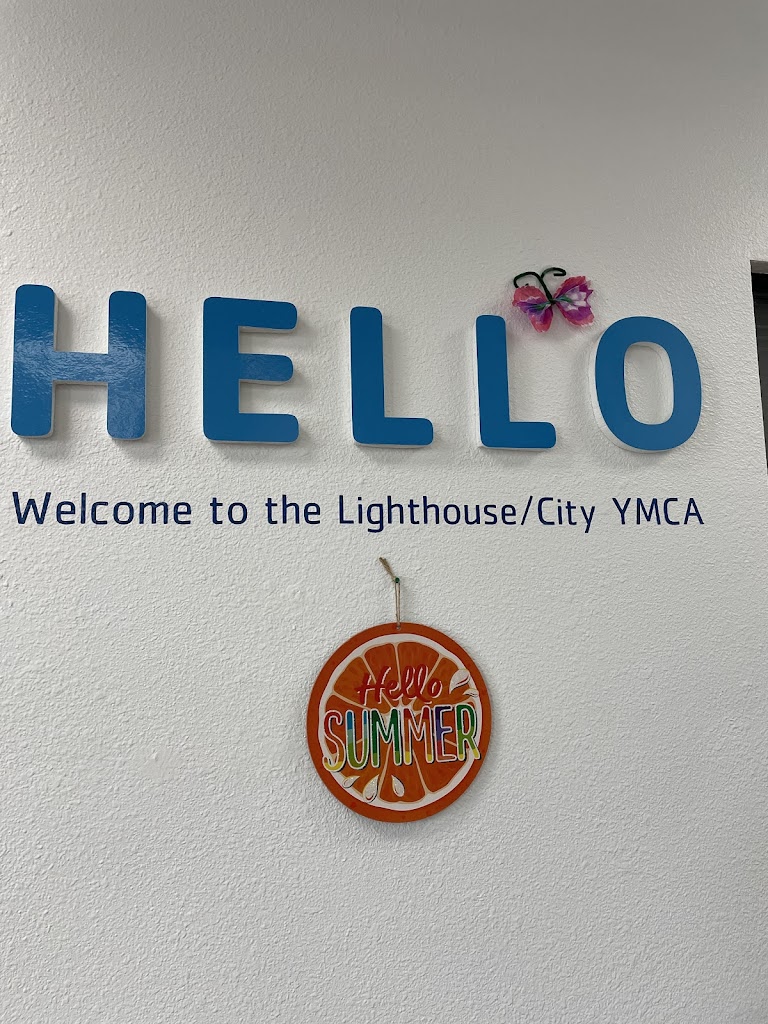 HELLO
Welcome to the Lighthouse/City YMCA
Hello
SUMMER